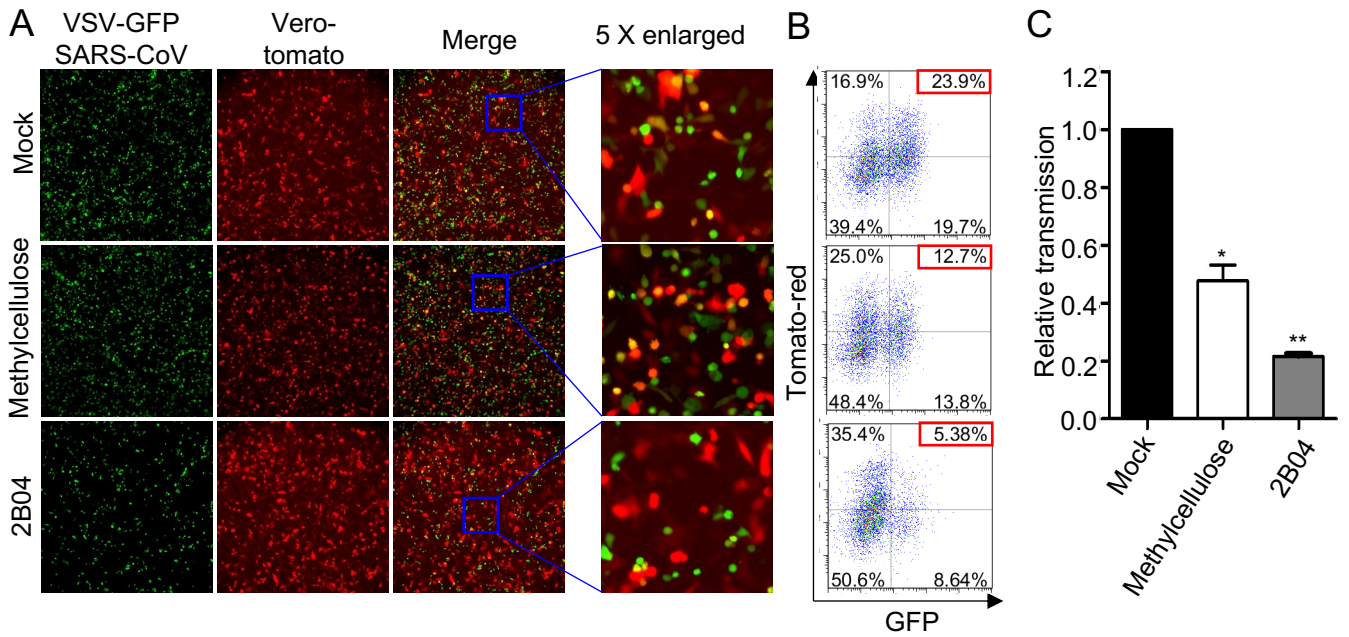 A
VSV-GFP
SARS-CoV
Vero-
tomato
Merge
5 X enlarged
Mock
Methylcellulose
2B04
B
16.9%
23.9%
39.4%
19.7%
25.0%
12.7%
48.4%
13.8%
35.4%
5.38%
50.6%
8.64%
Tomato-red
GFP
C
Relative transmission
1.2
1.0
0.8
0.6
0.4
0.2
0.0
*
**
Mock
Methylcellulose
2B04